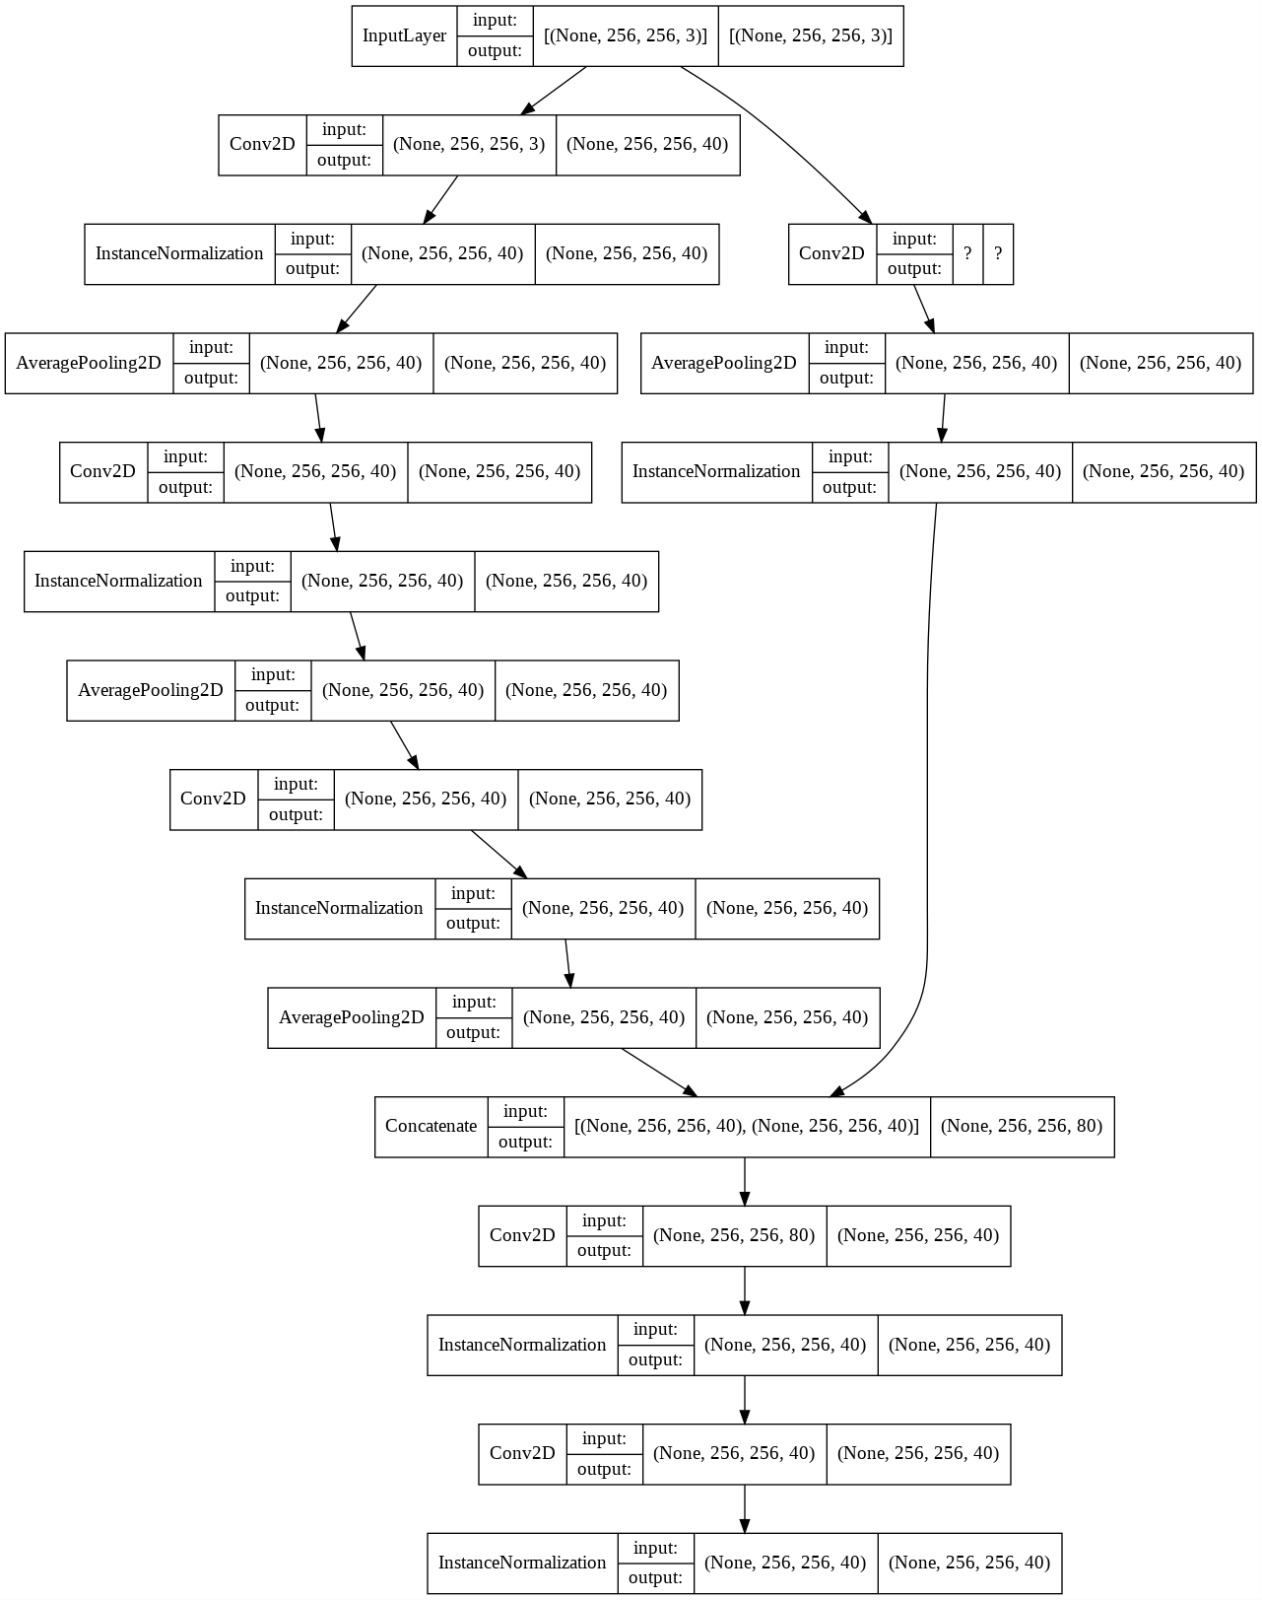 InputLayer input: output: [(None, 256, 256, 3)] [(None, 256, 256, 3)]
Conv2D input: output: (None, 256, 256, 3) (None, 256, 256, 40)
InstanceNormalization input: output: (None, 256, 256, 40) (None, 256, 256, 40)
Conv2D input: output: ? ?
AveragePooling2D input: output: (None, 256, 256, 40) (None, 256, 256, 40)
AveragePooling2D input: output: (None, 256, 256, 40) (None, 256, 256, 40)
Conv2D input: output: (None, 256, 256, 40) (None, 256, 256, 40)
InstanceNormalization input: output: (None, 256, 256, 40) (None, 256, 256, 40)
InstanceNormalization input: output: (None, 256, 256, 40) (None, 256, 256, 40)
AveragePooling2D input: output: (None, 256, 256, 40) (None, 256, 256, 40)
Conv2D input: output: (None, 256, 256, 40) (None, 256, 256, 40)
InstanceNormalization input: output: (None, 256, 256, 40) (None, 256, 256, 40)
AveragePooling2D input: output: (None, 256, 256, 40) (None, 256, 256, 40)
Concatenate input: output: [(None, 256, 256, 40), (None, 256, 256, 40)] (None, 256, 256, 80)
Conv2D input: output: (None, 256, 256, 80) (None, 256, 256, 40)
InstanceNormalization input: output: (None, 256, 256, 40) (None, 256, 256, 40)
Conv2D input: output: (None, 256, 256, 40) (None, 256, 256, 40)
InstanceNormalization input: output: (None, 256, 256, 40) (None, 256, 256, 40)